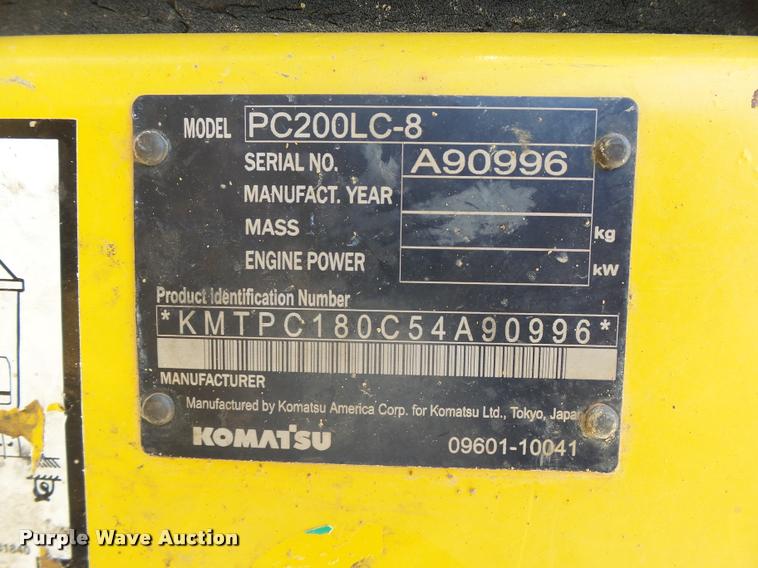 MODEL PC200LC-8
SERIAL NO. A90996
MANUFACT. YEAR
MASS kg
ENGINE POWER kW
Product Identification Number
*KMTPC180C54A90996*
MANUFACTURER
Manufactured by Komatsu America Corp. for Komatsu Ltd., Tokyo, Japan
KOMATSU 09601-10041
Purple Wave Auction